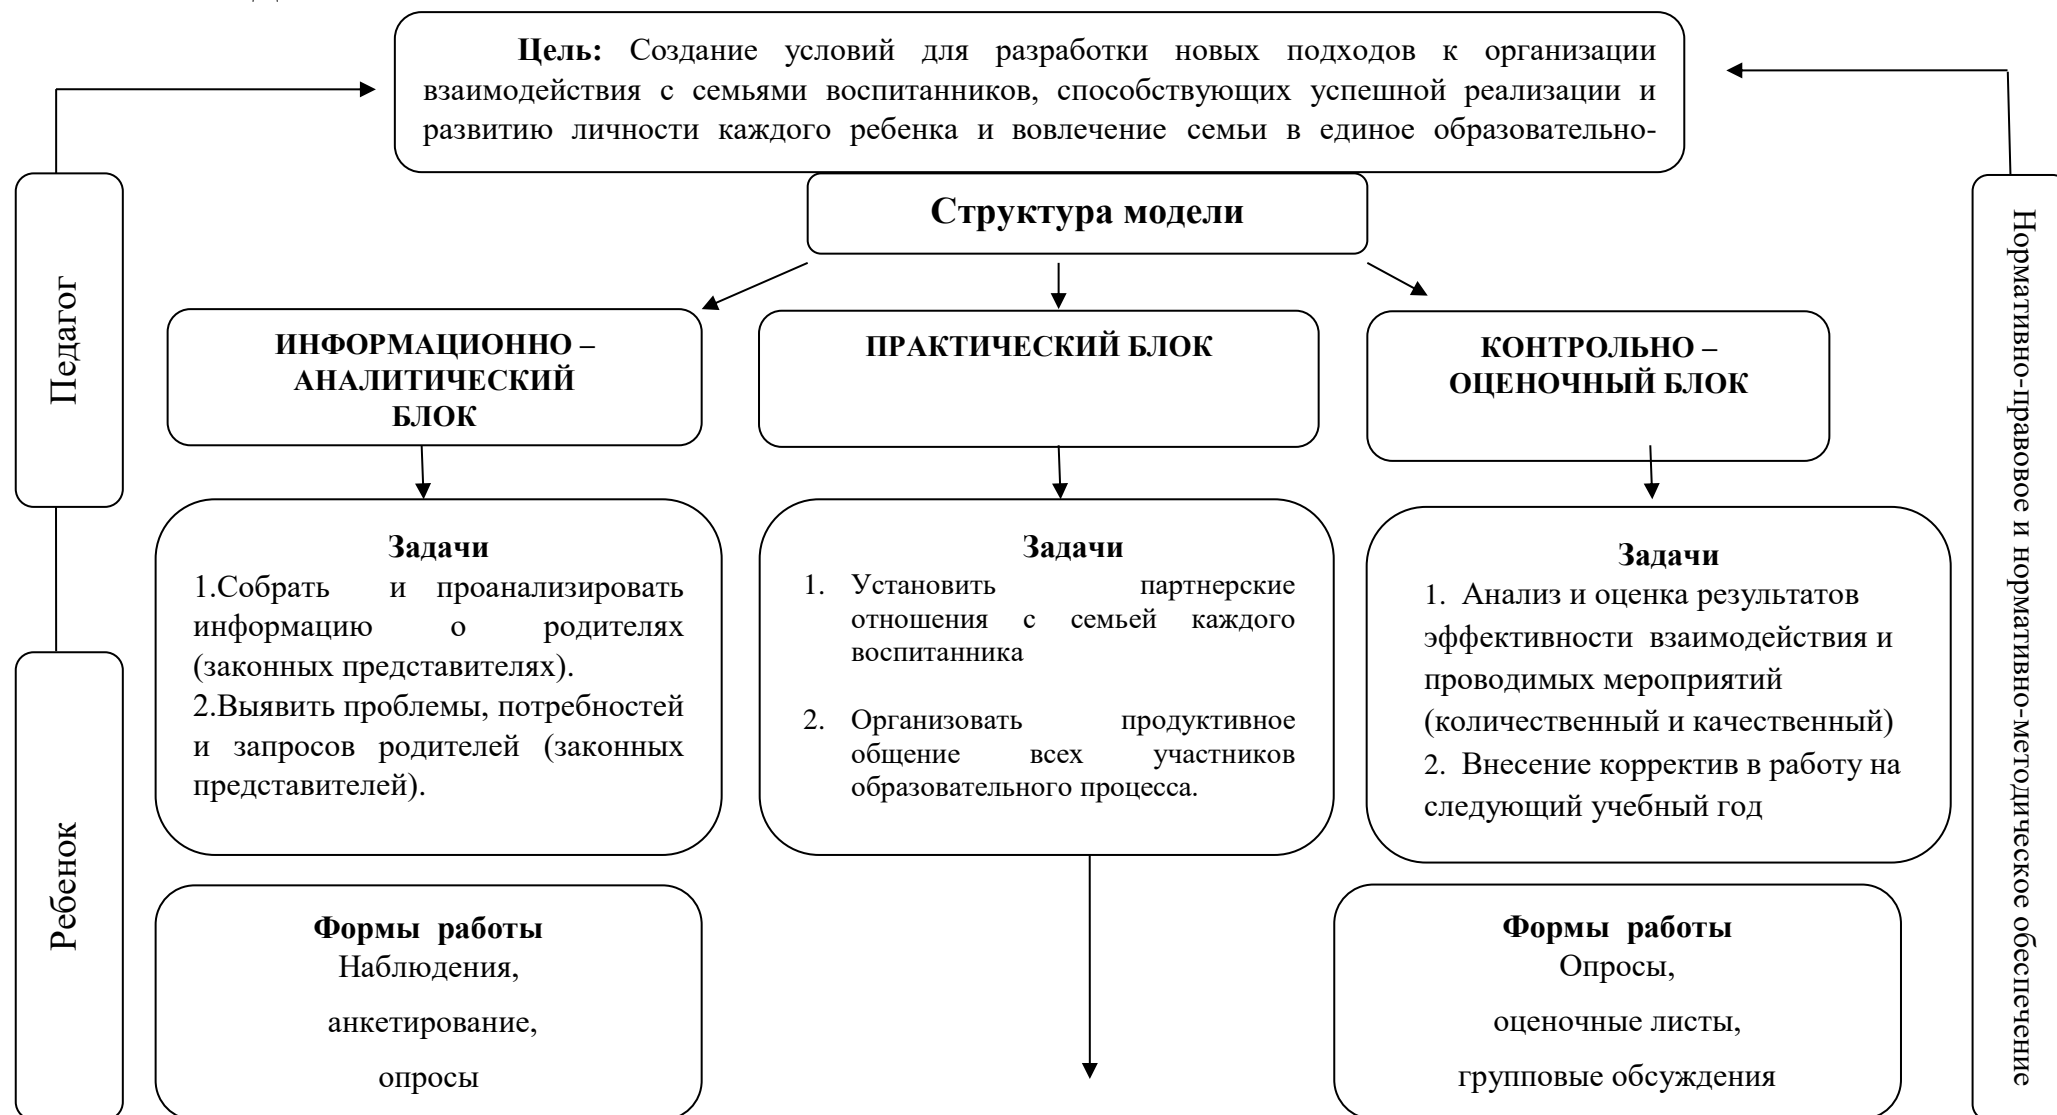 Цель: Создание условий для разработки новых подходов к организации
взаимодействия с семьями воспитанников, способствующих успешной реализации и
развитию личности каждого ребенка и вовлечение семьи в единое образовательно-
Структура модели
Педагог
Ребенок
Нормативно-правовое и нормативно-методическое обеспечение
ИНФОРМАЦИОННО –
АНАЛИТИЧЕСКИЙ
БЛОК
ПРАКТИЧЕСКИЙ БЛОК
КОНТРОЛЬНО –
ОЦЕНОЧНЫЙ БЛОК
Задачи
1.Собрать и проанализировать
информацию о родителях
(законных представителях).
2.Выявить проблемы, потребностей
и запросов родителей (законных
представителей).
Задачи
1. Установить партнерские
отношения с семьей каждого
воспитанника
2. Организовать продуктивное
общение всех участников
образовательного процесса.
Задачи
1. Анализ и оценка результатов
эффективности взаимодействия и
проводимых мероприятий
(количественный и качественный)
2. Внесение корректив в работу на
следующий учебный год
Формы работы
Наблюдения,
анкетирование,
опросы
Формы работы
Опросы,
оценочные листы,
групповые обсуждения